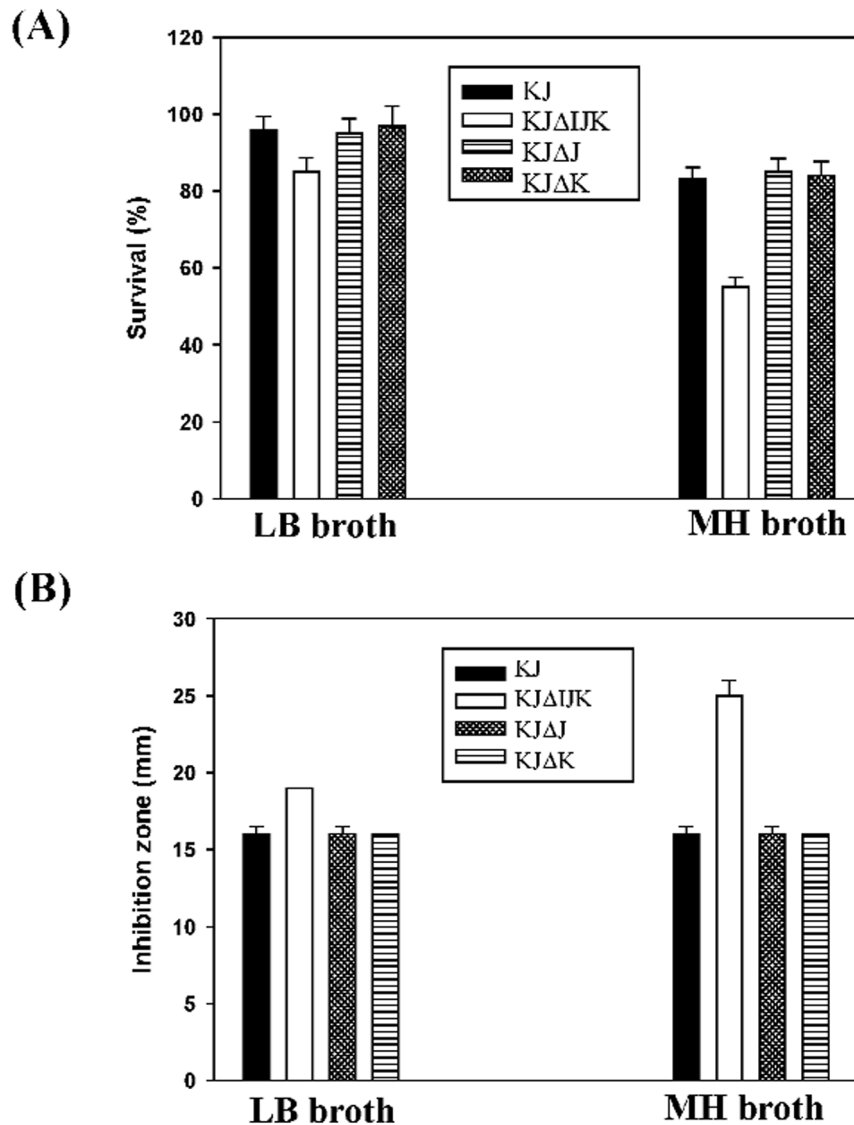 (A)
120
100
80
60
40
20
0
Survival (%)
KJ
KJΔIJK
KJΔJ
KJΔK
LB broth
MH broth
(B)
30
25
20
15
10
5
0
Inhibition zone (mm)
KJ
KJΔIJK
KJΔJ
KJΔK
LB broth
MH broth